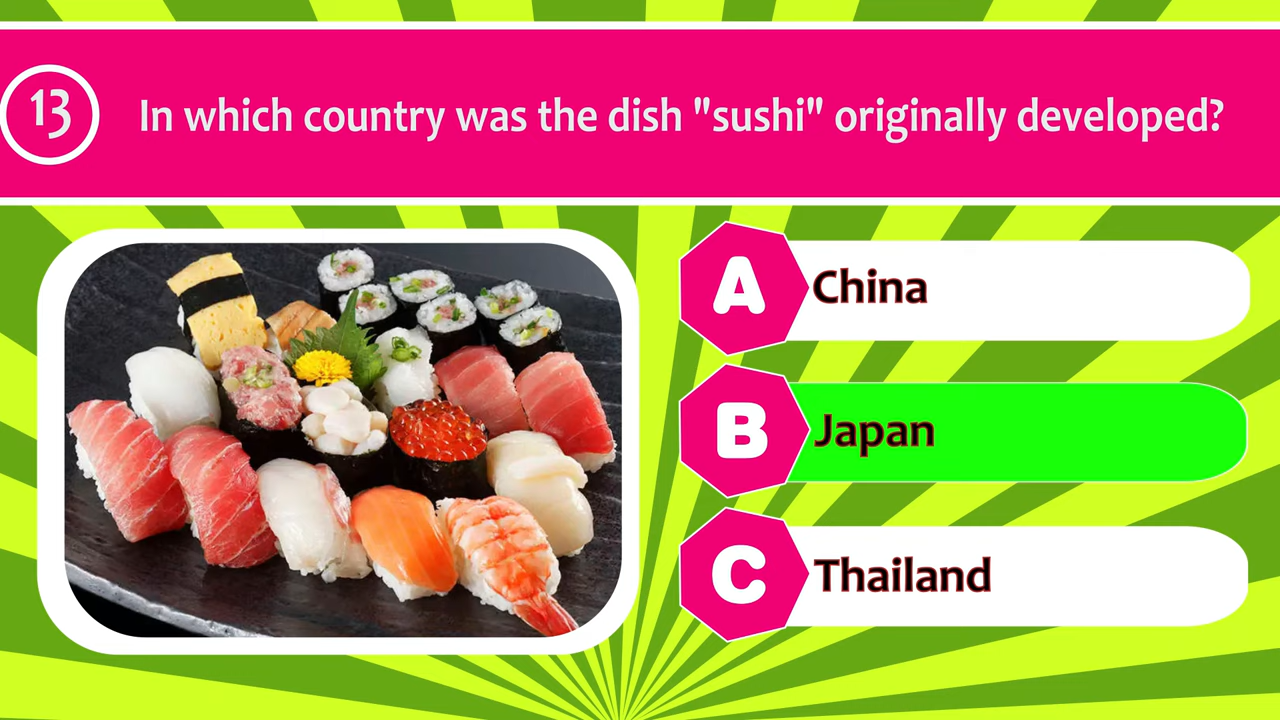 13
In which country was the dish "sushi" originally developed?
A
China
B
Japan
C
Thailand